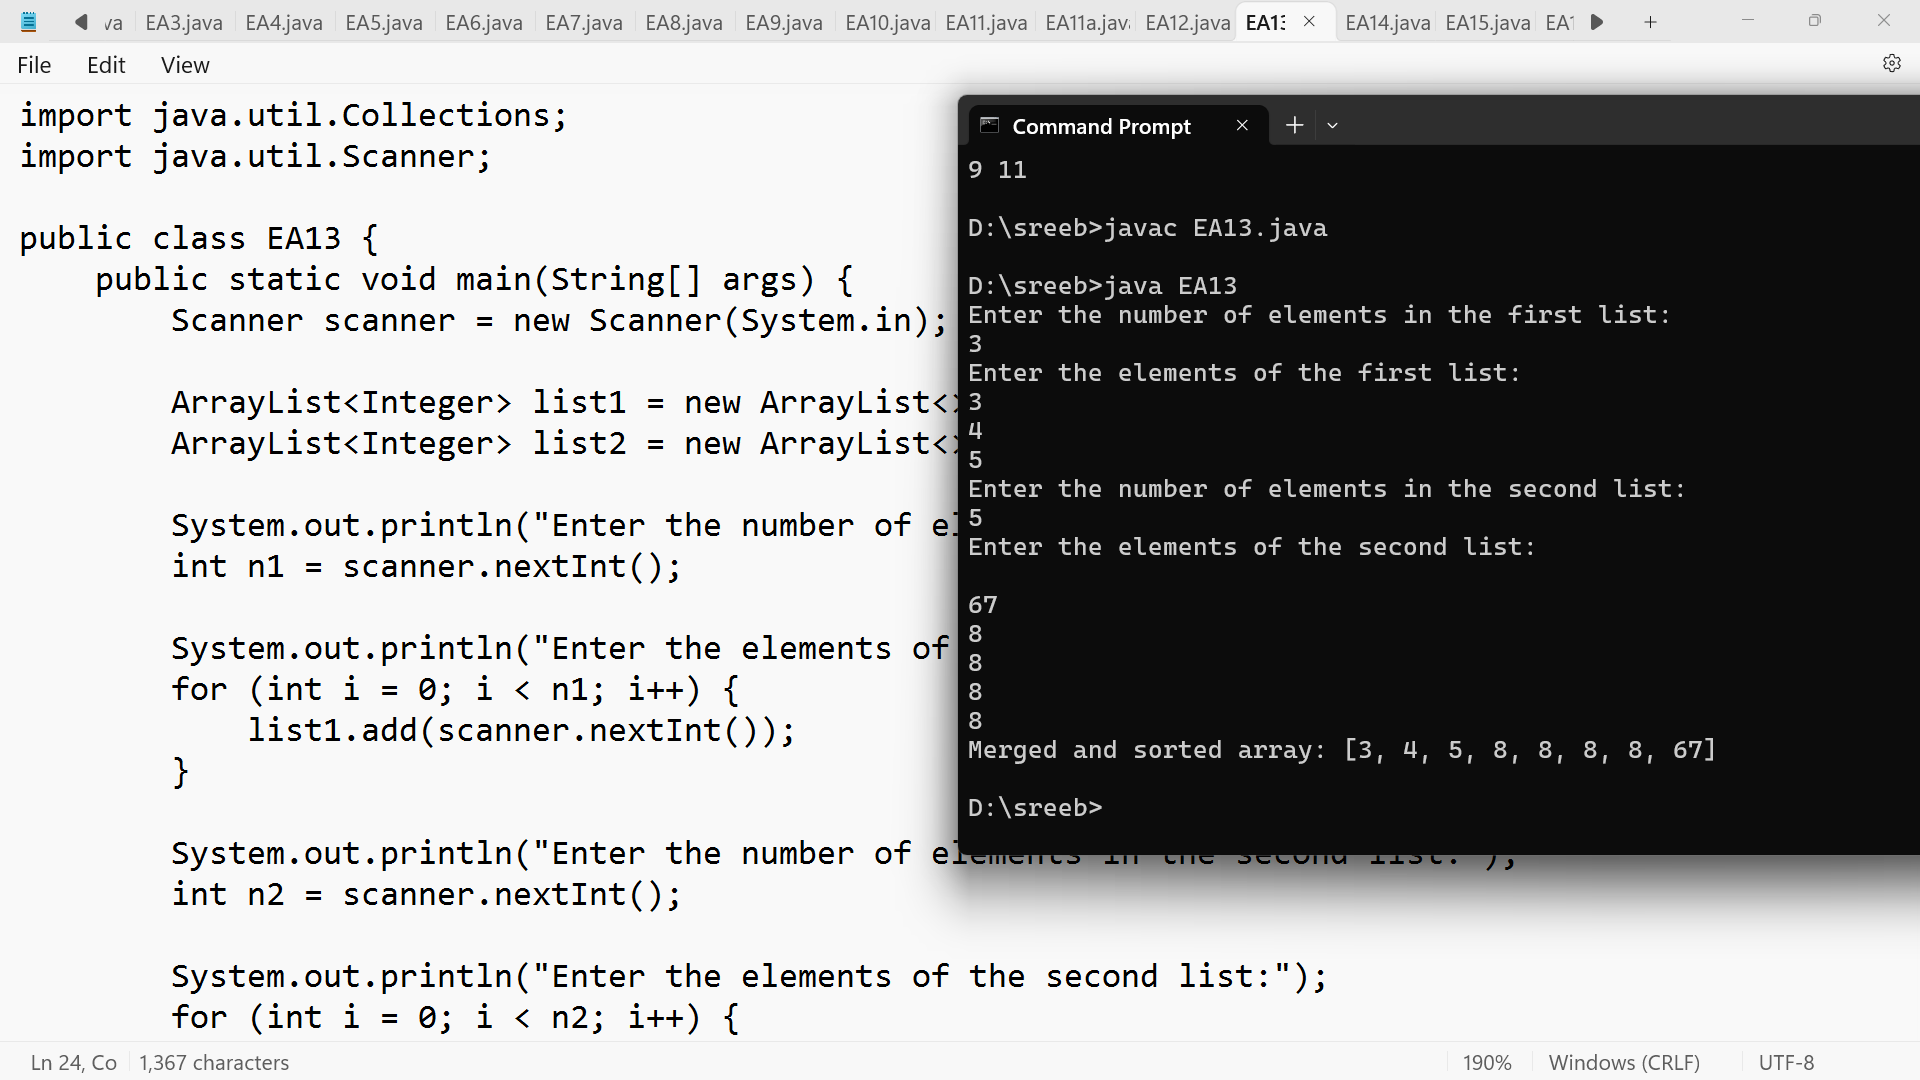 va EA3.java EA4.java EA5.java EA6.java EA7.java EA8.java EA9.java EA10.java EA11.java EA11a.jav EA12.java EA13 EA14.java EA15.java EA1
File Edit View
import java.util.Collections;
import java.util.Scanner;
public class EA13 {
public static void main(String[] args) {
Scanner scanner = new Scanner(System.in);
ArrayList<Integer> list1 = new ArrayList<>
ArrayList<Integer> list2 = new ArrayList<>
System.out.println("Enter the number of el
int n1 = scanner.nextInt();
System.out.println("Enter the elements of
for (int i = 0; i < n1; i++) {
list1.add(scanner.nextInt());
}
System.out.println("Enter the number of elements in the second list:");
int n2 = scanner.nextInt();
System.out.println("Enter the elements of the second list:");
for (int i = 0; i < n2; i++) {
Command Prompt
9 11
D:\sreeb>javac EA13.java
D:\sreeb>java EA13
Enter the number of elements in the first list:
3
Enter the elements of the first list:
3
4
5
Enter the number of elements in the second list:
5
Enter the elements of the second list:
67
8
8
8
8
Merged and sorted array: [3, 4, 5, 8, 8, 8, 8, 67]
D:\sreeb>
Ln 24, Co 1,367 characters 190% Windows (CRLF) UTF-8